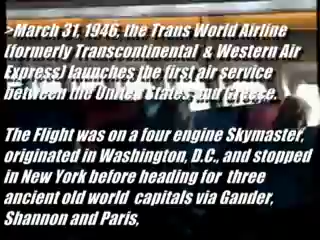 >March 31, 1946, the Trans World Airline
(formerly Transcontinental & Western Air
Express) launches the first air service
between the United States and Greece.
The Flight was on a four engine Skymaster,
originated in Washington, D.C., and stopped
in New York before heading for three
ancient old world capitals via Gander,
Shannon and Paris,